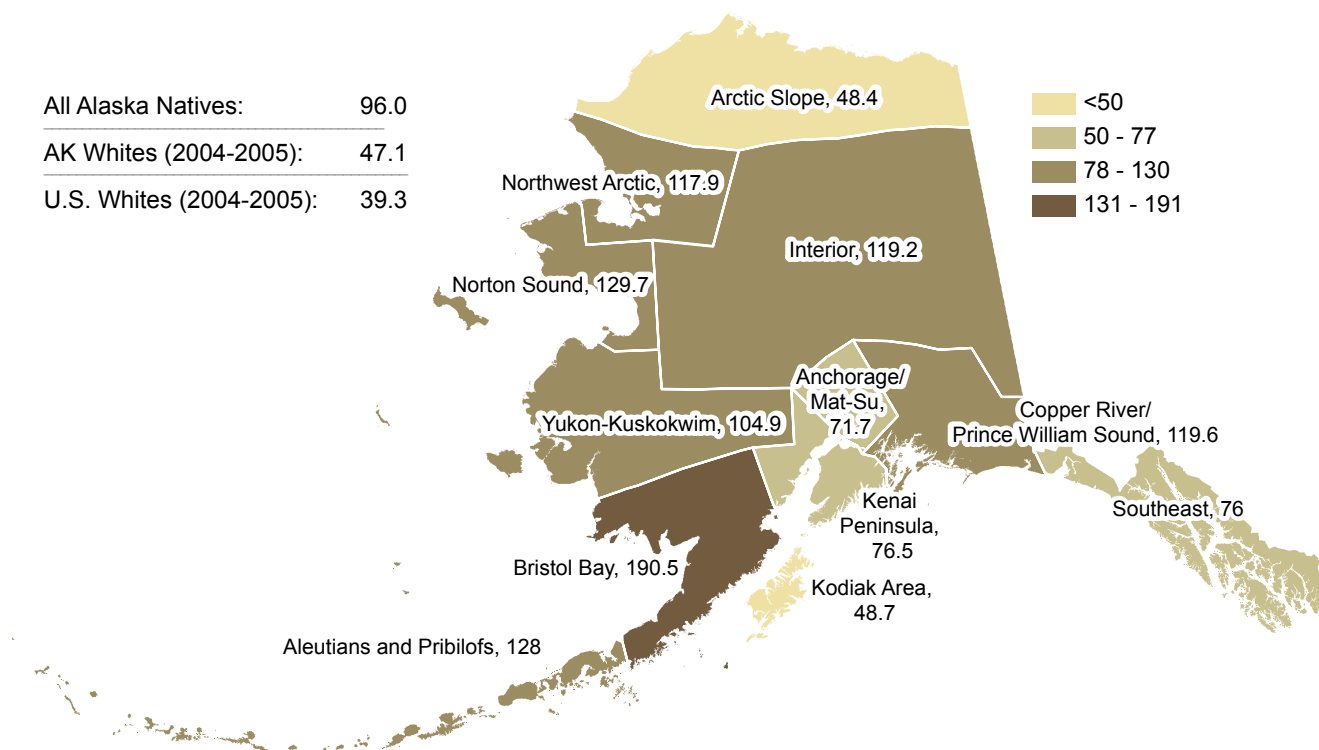 All Alaska Natives: 96.0
AK Whites (2004-2005): 47.1
U.S. Whites (2004-2005): 39.3
<50
50 - 77
78 - 130
131 - 191
Arctic Slope, 48.4
Northwest Arctic, 117.9
Interior, 119.2
Norton Sound, 129.7
Anchorage/
Mat-Su,
71.7
Yukon-Kuskokwim, 104.9
Copper River/
Prince William Sound, 119.6
Southeast, 76
Kenai
Peninsula,
76.5
Bristol Bay, 190.5
Kodiak Area,
48.7
Aleutians and Pribilofs, 128